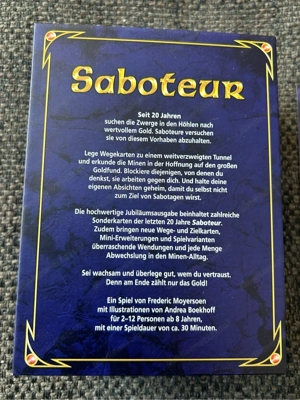 Saboteur
Seit 20 Jahren
suchen die Zwerge in den Höhlen nach
wertvollem Gold. Saboteure versuchen
sie von diesem Vorhaben abzuhalten.
Lege Wegekarten zu einem weitverzweigten Tunnel
und erkunde die Minen in der Hoffnung auf den großen
Goldfund. Blockiere diejenigen, von denen du
denkst, sie arbeiten gegen dich. Und halte deine
eigenen Absichten geheim, damit du selbst nicht
zum Ziel von Sabotagen wirst.
Die hochwertige Jubiläumsausgabe beinhaltet zahlreiche
Sonderkarten der letzten 20 Jahre Saboteur.
Zudem bringen neue Wege- und Zielkarten,
Mini-Erweiterungen und Spielvarianten
überraschende Wendungen und jede Menge
Abwechslung in den Minen-Alltag.
Sei wachsam und überlege gut, wem du vertraust.
Denn am Ende zählt nur das Gold!
Ein Spiel von Frederic Moyersoen
mit Illustrationen von Andrea Boekhoff
für 2–12 Personen ab 8 Jahren,
mit einer Spieldauer von ca. 30 Minuten.